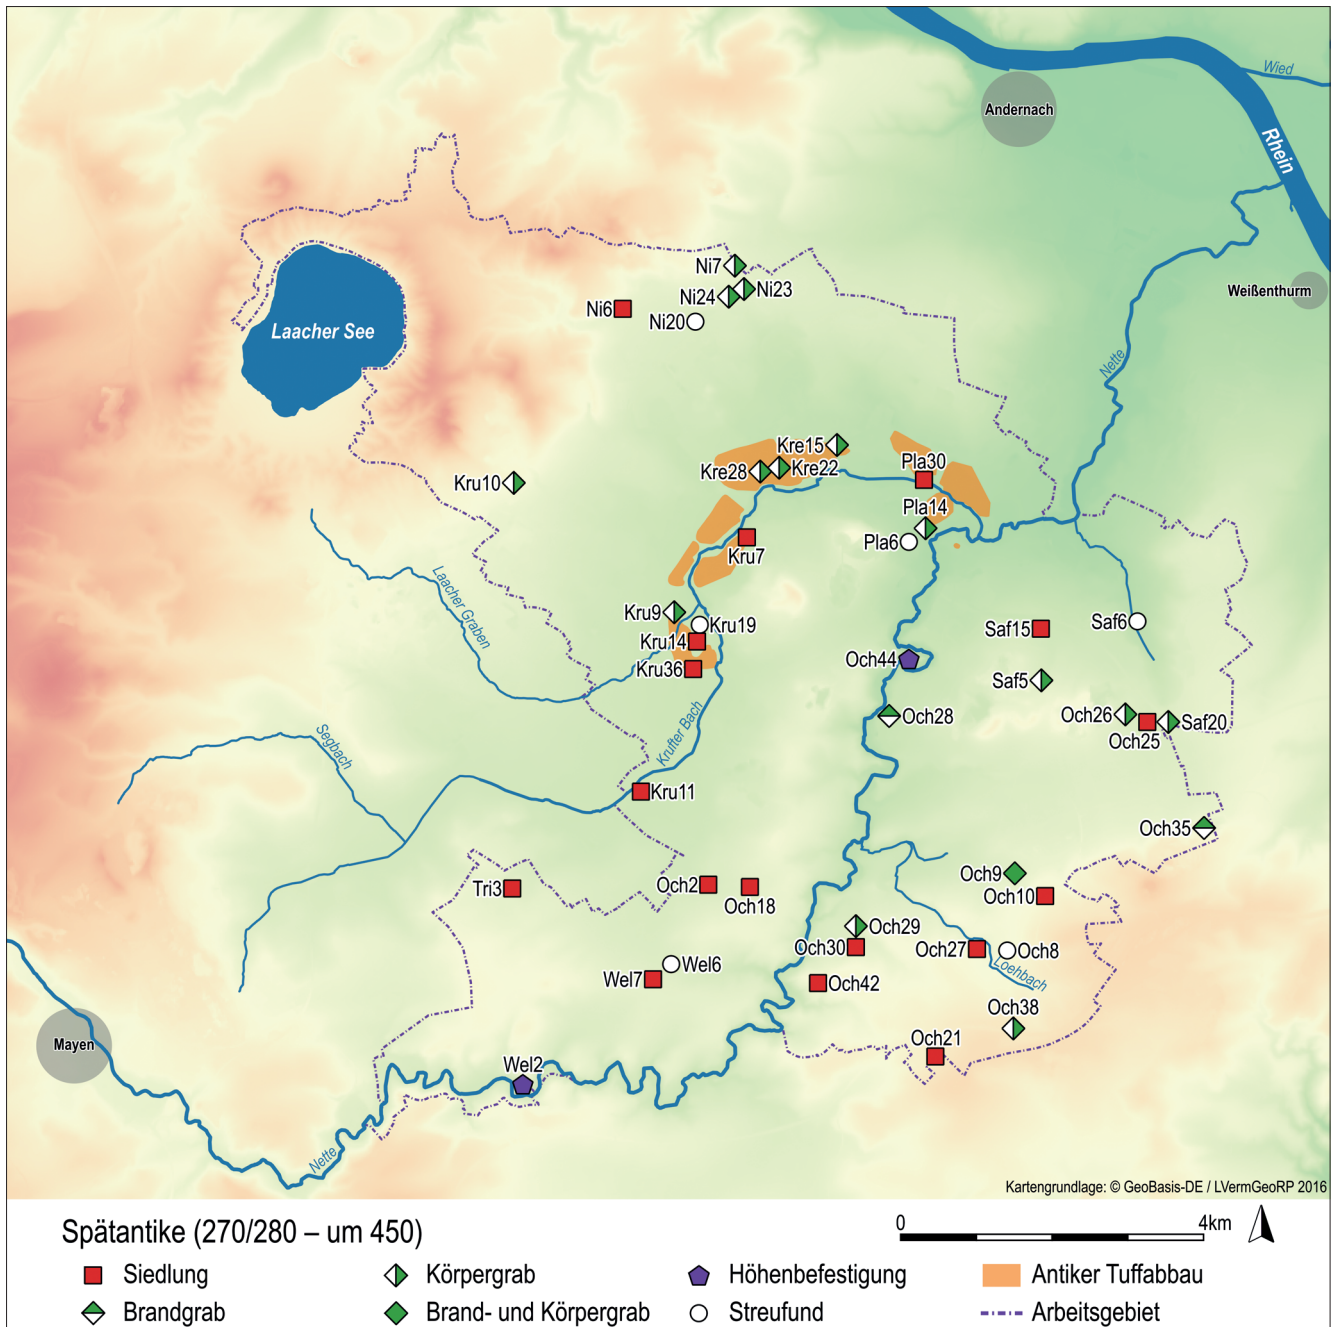 Wied
Andernach
Rhein
Ni7
Ni23
Ni24
Weißenthurm
Ni6
Ni20
Laacher See
Nette
Kre15
Pla30
Kre28
Kre22
Kru10
Pla14
Pla6
Kru7
Laacher Graben
Kru9
Kru19
Saf6
Saf15
Kru14
Och44
Kru36
Saf5
Och28
Och26
Saf20
Och25
Segbach
Krufter Bach
Kru11
Och35
Och9
Tri3
Och2
Och10
Och18
Och29
Och30
Och27
Och8
Wel6
Loehbach
Wel7
Och42
Och38
Mayen
Och21
Wel2
Nette
Kartengrundlage: © GeoBasis-DE / LVermGeoRP 2016
Spätantike (270/280 – um 450)
0 4km
Siedlung Körpergrab Höhenbefestigung Antiker Tuffabbau
Brandgrab Brand- und Körpergrab Streufund Arbeitsgebiet